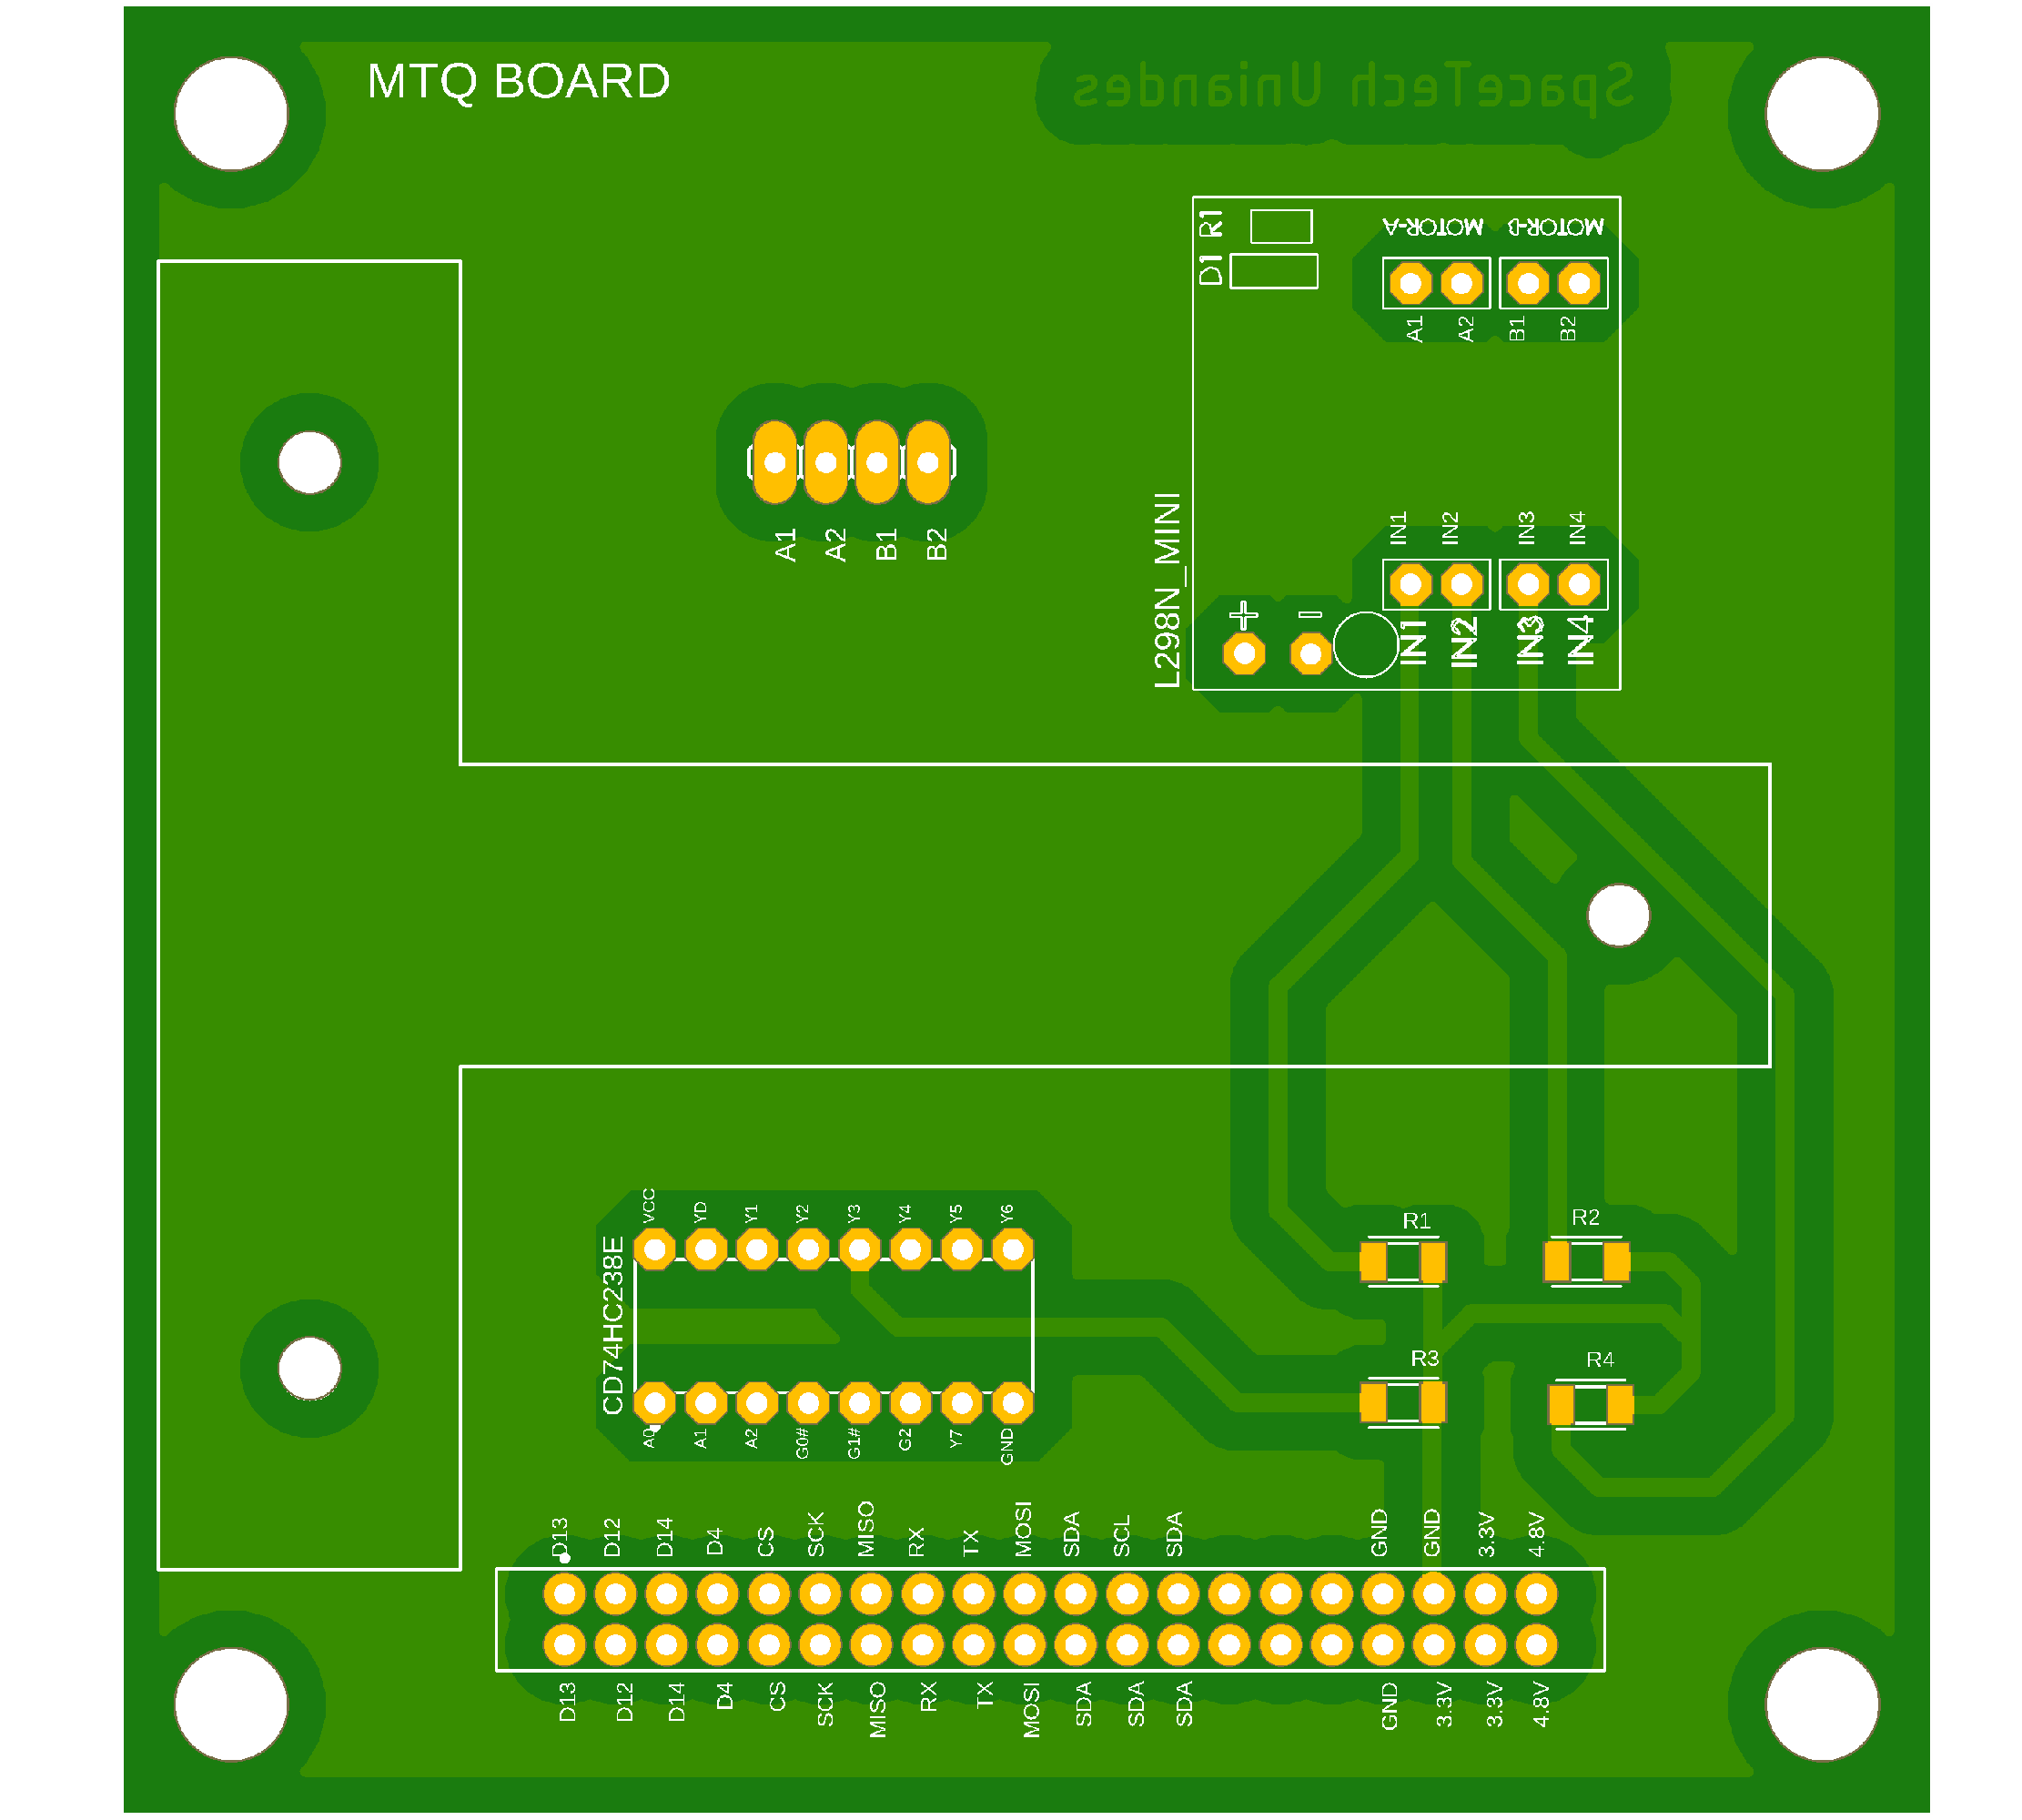 MTQ BOARD
SpaceTech Uniandes
R1
D1
MOTOR-A
MOTOR-B
A1 A2 B1 B2
A1 A2 B1 B2
L298N_MINI
IN1 IN2 IN3 IN4
+ -
IN1 IN2 IN3 IN4
VCC YD Y1 Y2 Y3 Y4 Y5 Y6
R1 R2
CD74HC238E
R3 R4
A0 A1 A2 G0# G1# G2 Y7 GND
D13 D12 D14 D4 CS SCK MISO RX TX MOSI SDA SCL SDA GND GND 3.3V 4.8V
D13 D12 D14 D4 CS SCK MISO RX TX MOSI SDA SDA SDA GND 3.3V 3.3V 4.8V